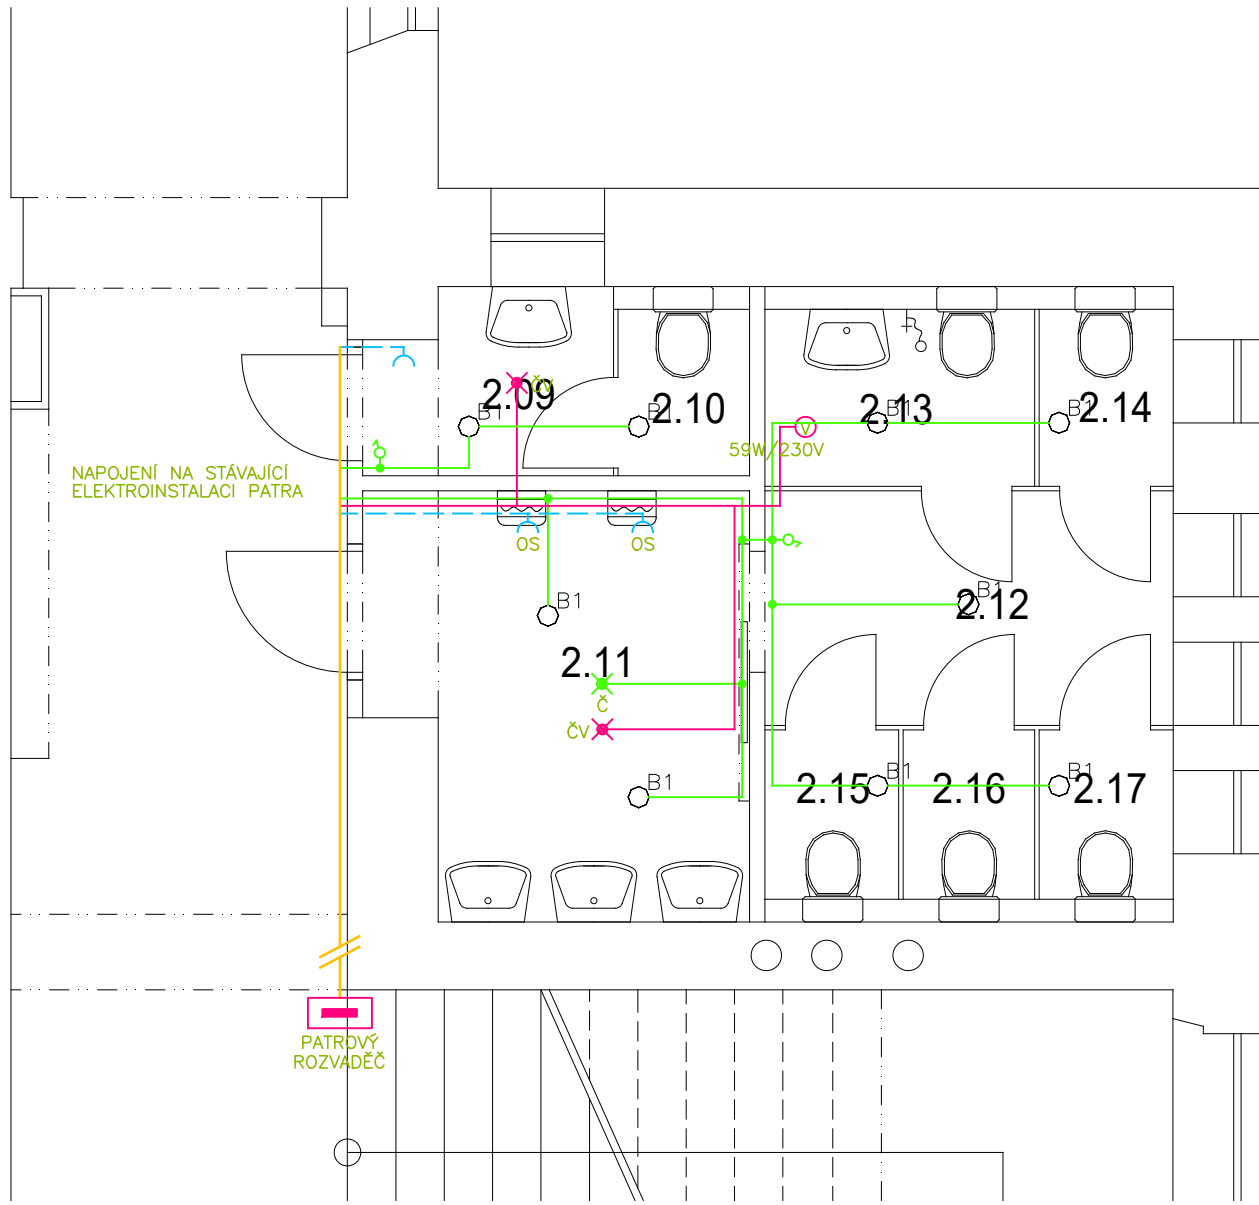 2.09
ČV
B1
B1
2.10
2.13
B1
2.14
B1
V
59W/230V
NAPOJENÍ NA STÁVAJÍCÍ
ELEKTROINSTALACI PATRA
OS
OS
B1
2.12
B1
2.11
Č
ČV
B1
2.15
B1
2.16
2.17
B1
PATROVÝ
ROZVADĚČ